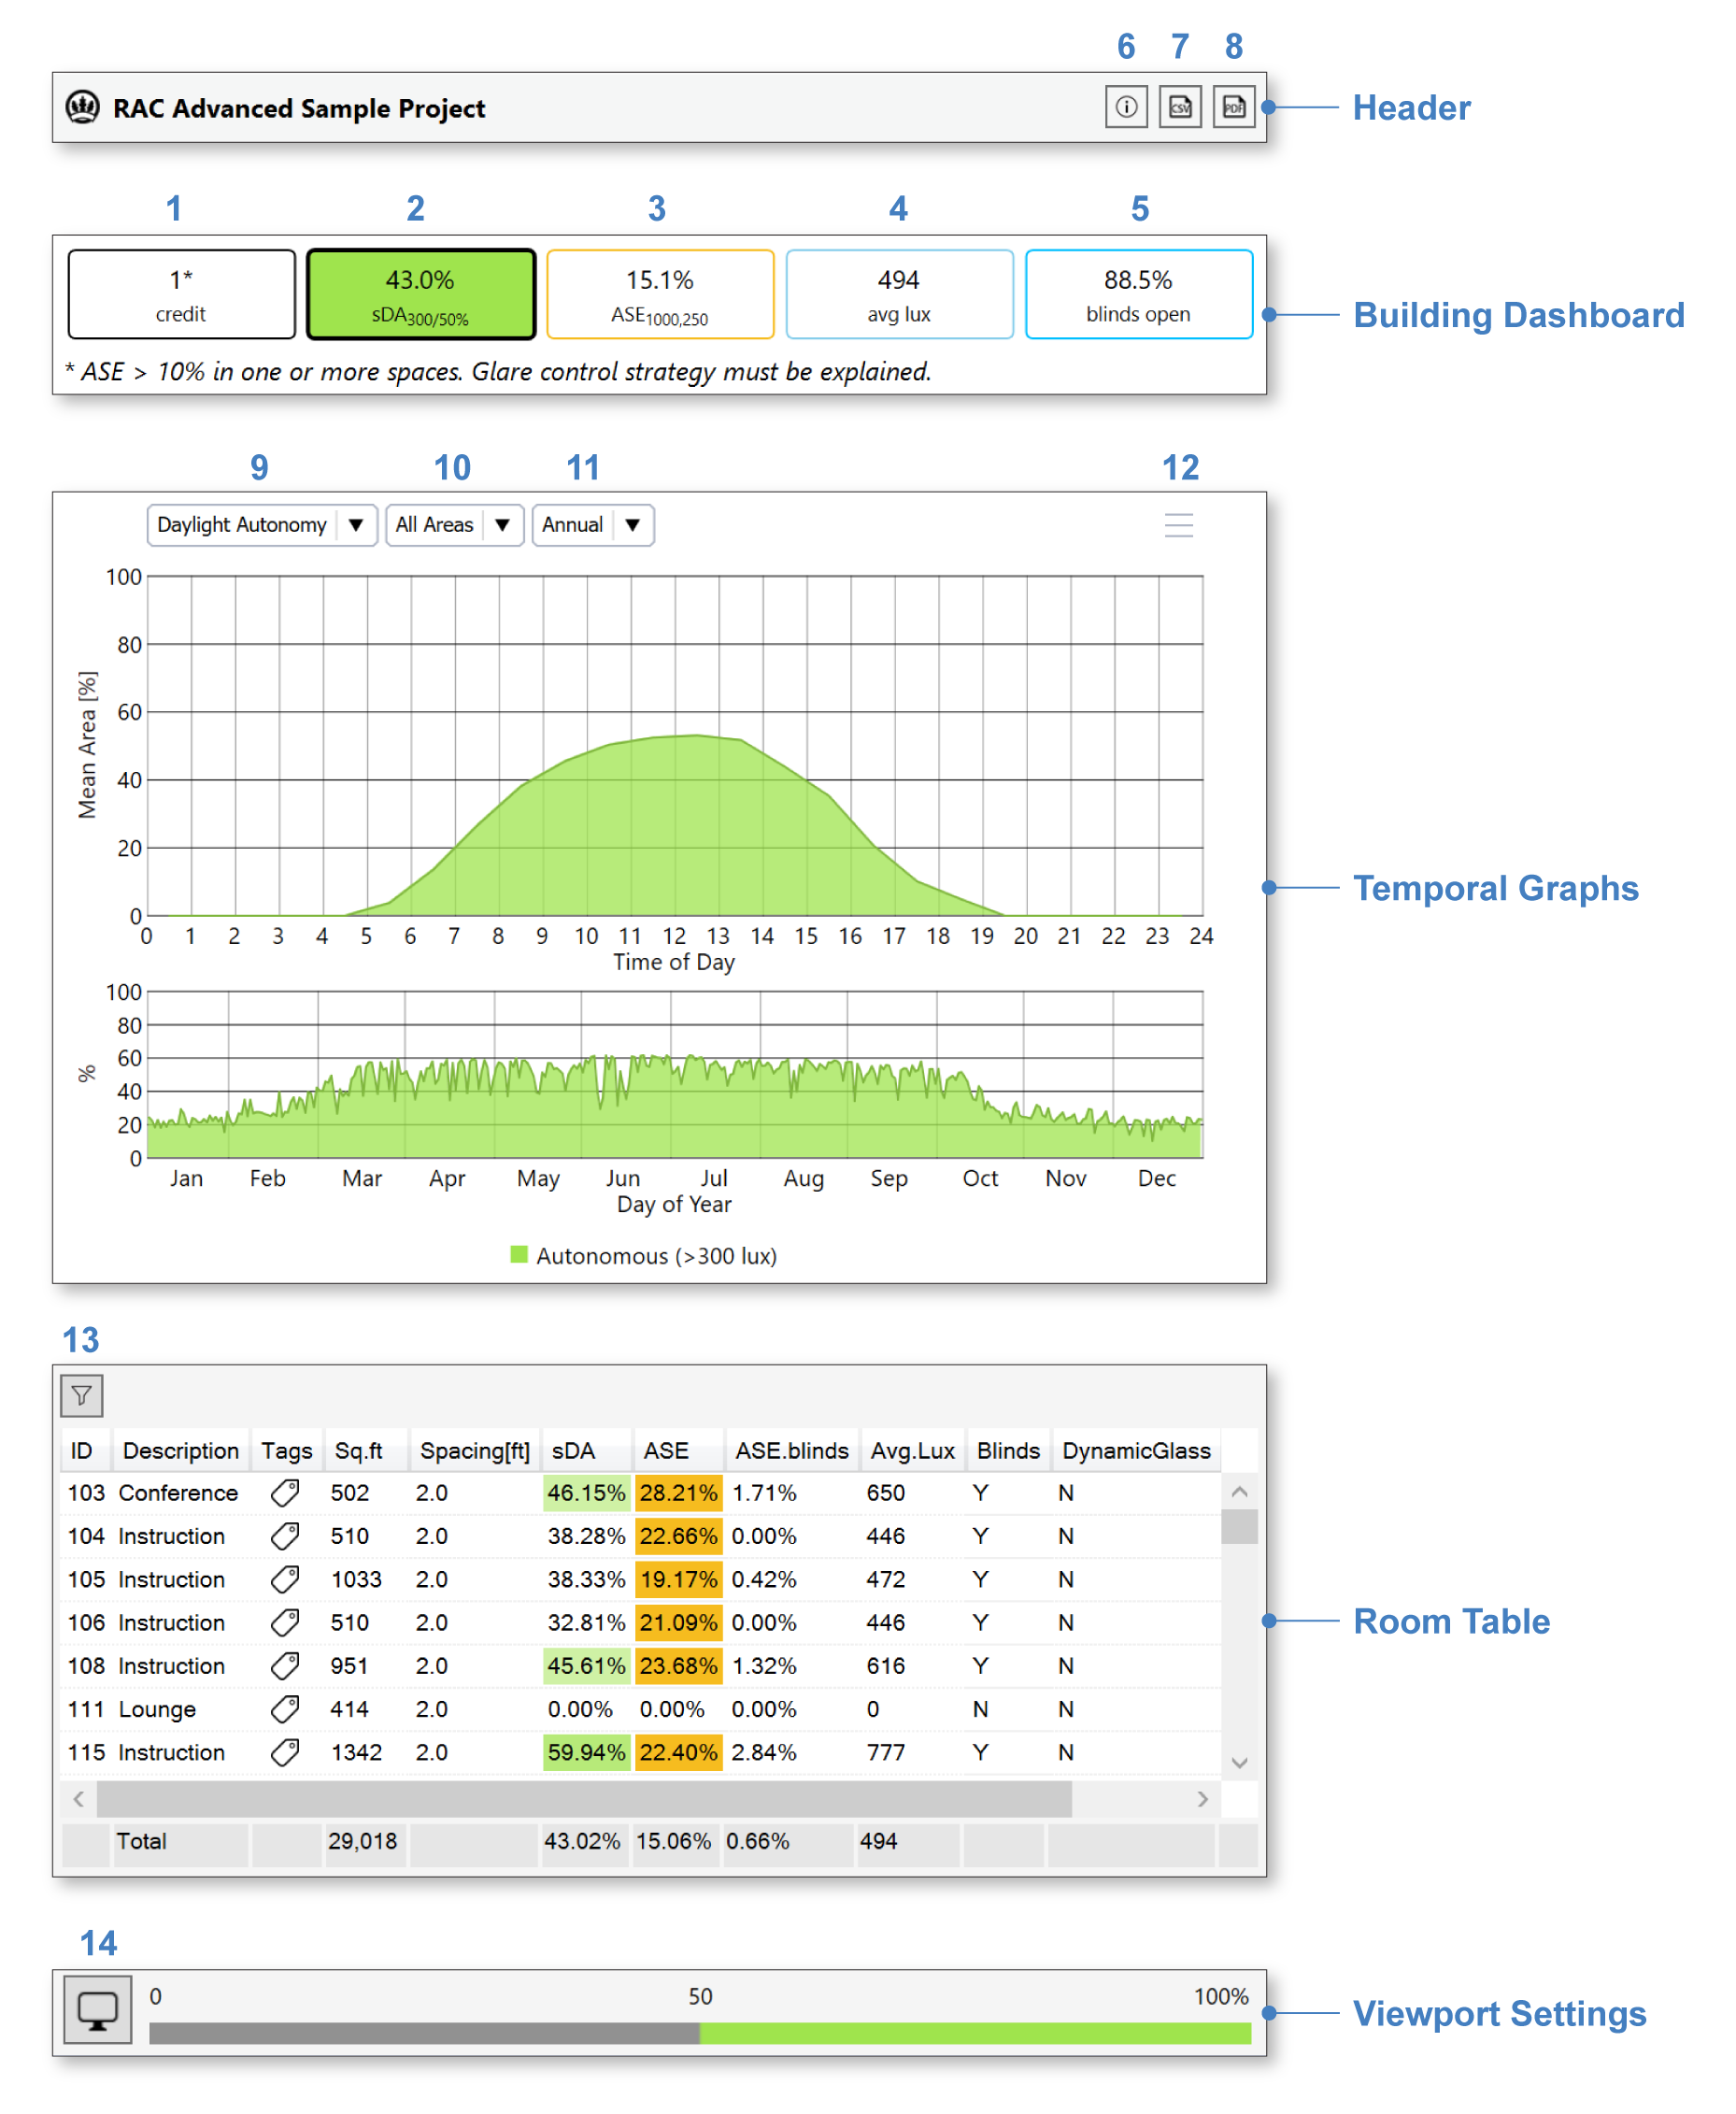 6 7 8
RAC Advanced Sample Project
CSV
PDF
Header
1 2 3 4 5
1* 43.0% 15.1% 494 88.5%
credit sDA300/50% ASE1000,250 avg lux blinds open
Building Dashboard
* ASE > 10% in one or more spaces. Glare control strategy must be explained.
9 10 11 12
Daylight Autonomy ▼ All Areas ▼ Annual ▼
100
80
60
40
20
0
Mean Area [%]
0 1 2 3 4 5 6 7 8 9 10 11 12 13 14 15 16 17 18 19 20 21 22 23 24
Time of Day
Temporal Graphs
100
80
60
40
20
0
%
Jan Feb Mar Apr May Jun Jul Aug Sep Oct Nov Dec
Day of Year
Autonomous (>300 lux)
13
ID Description Tags Sq.ft Spacing[ft] sDA ASE ASE.blinds Avg.Lux Blinds DynamicGlass
103 Conference 502 2.0 46.15% 28.21% 1.71% 650 Y N
104 Instruction 510 2.0 38.28% 22.66% 0.00% 446 Y N
105 Instruction 1033 2.0 38.33% 19.17% 0.42% 472 Y N
106 Instruction 510 2.0 32.81% 21.09% 0.00% 446 Y N
108 Instruction 951 2.0 45.61% 23.68% 1.32% 616 Y N
111 Lounge 414 2.0 0.00% 0.00% 0.00% 0 N N
115 Instruction 1342 2.0 59.94% 22.40% 2.84% 777 Y N
Total 29,018 43.02% 15.06% 0.66% 494
Room Table
14
0 50 100%
Viewport Settings